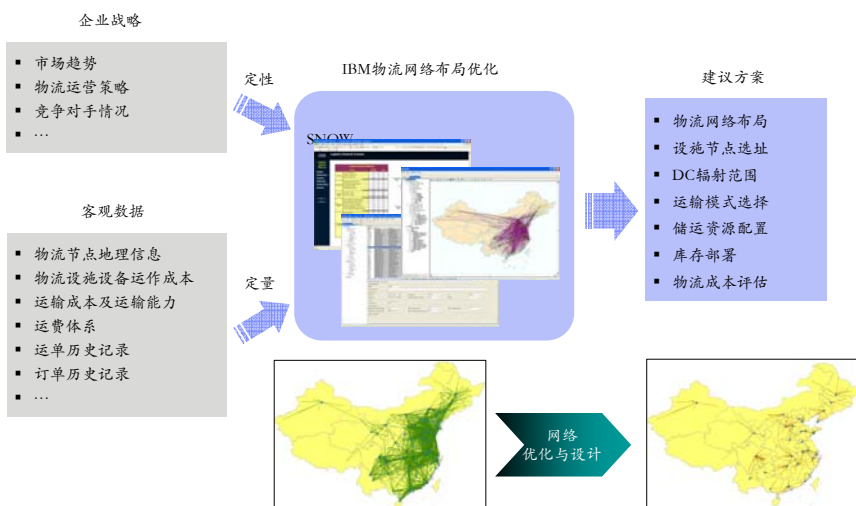 企业战略
▪ 市场趋势
▪ 物流运营策略
▪ 竞争对手情况
▪ …
定性
客观数据
▪ 物流节点地理信息
▪ 物流设施设备运作成本
▪ 运输成本及运输能力
▪ 运费体系
▪ 运单历史记录
▪ 订单历史记录
▪ …
定量
IBM物流网络布局优化
SNOW
建议方案
▪ 物流网络布局
▪ 设施节点选址
▪ DC辐射范围
▪ 运输模式选择
▪ 储运资源配置
▪ 库存部署
▪ 物流成本评估
网络
优化与设计